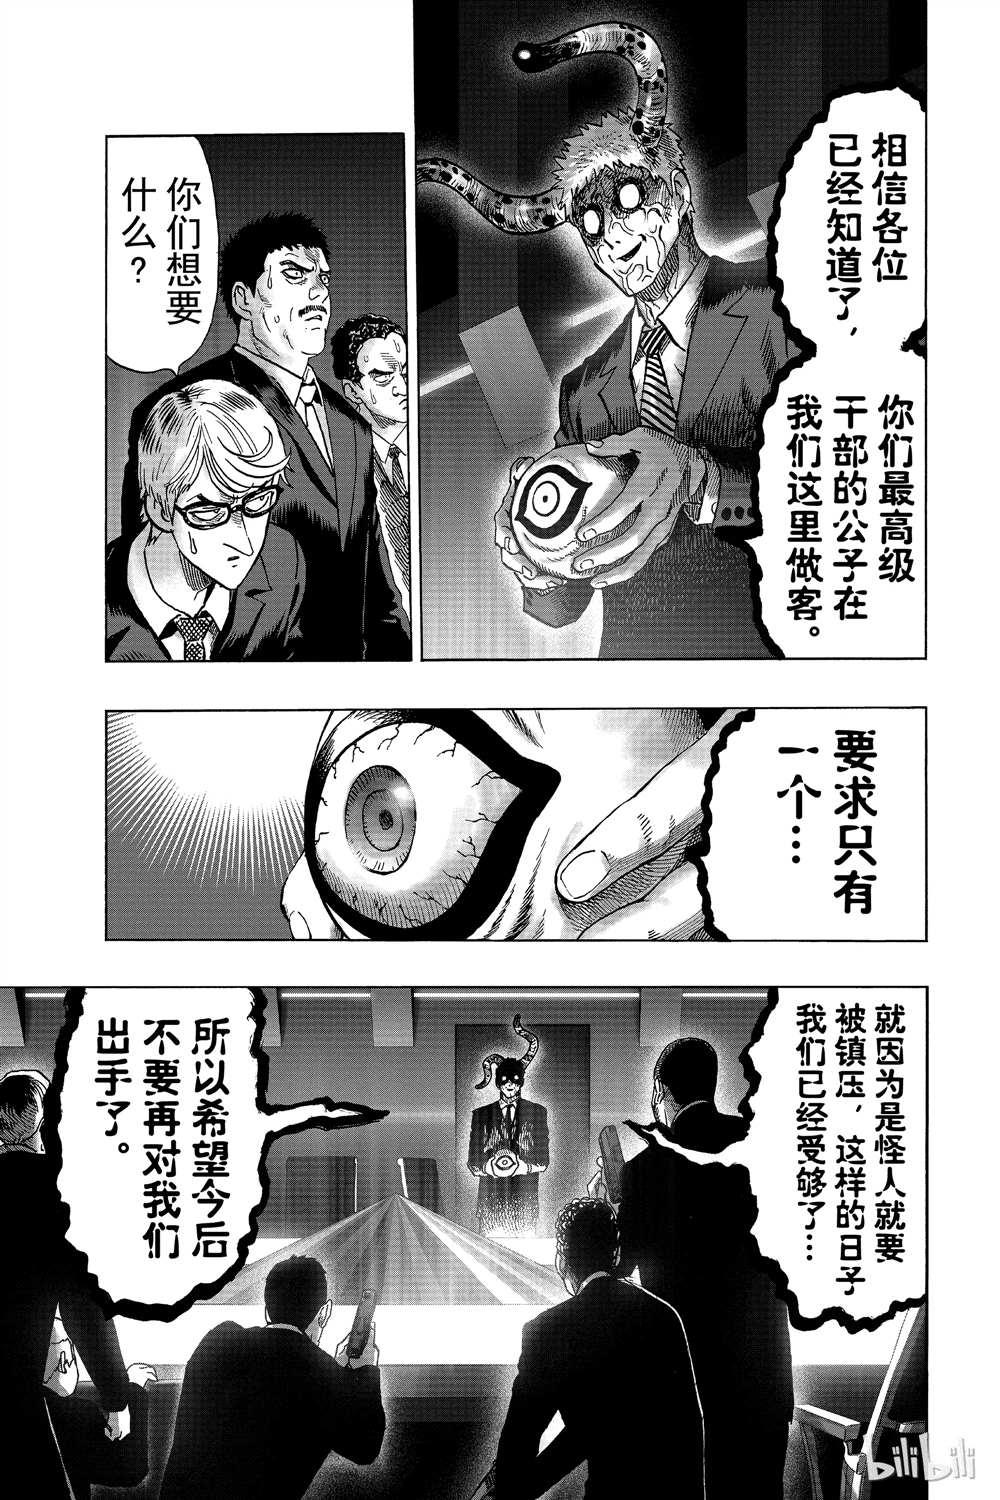 相信各位
已经知道了，
你们最高级
干部的公子在
我们这里做客。
你们想要
什么？
要求只有
一个…
就因为是怪人就要
被镇压，这样的日子
我们已经受够了…
所以希望今后
不要再对我们
出手了。
bilibili